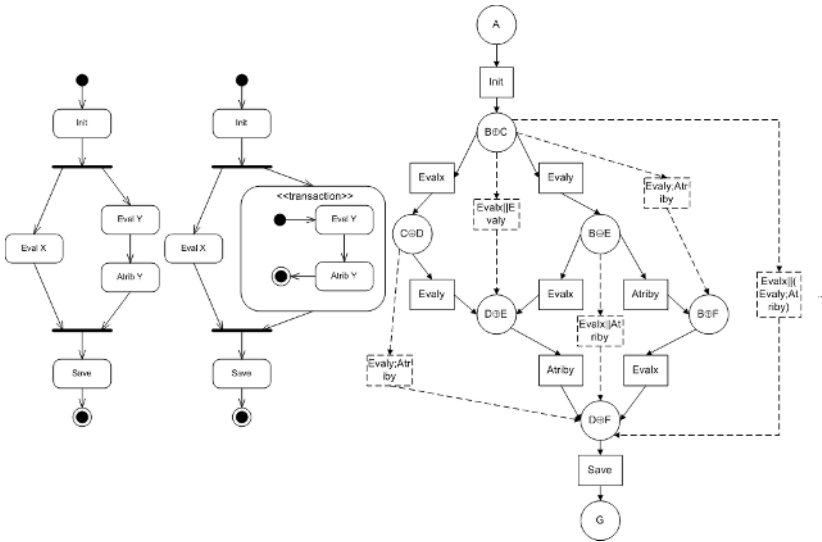 Init
Eval X
Eval Y
Atrib Y
Save
Init
<<transaction>>
Eval X
Eval Y
Atrib Y
Save
A
Init
B⊕C
Evalx
Evalx||E
valy
Evaly
Evaly;Atr
iby
C⊕D
B⊕E
Evaly
Evalx
Atriby
Evalx||(
Evaly;At
riby)
D⊕E
Evalx||At
riby
B⊕F
Evaly;Atr
iby
Atriby
Evalx
D⊕F
Save
G